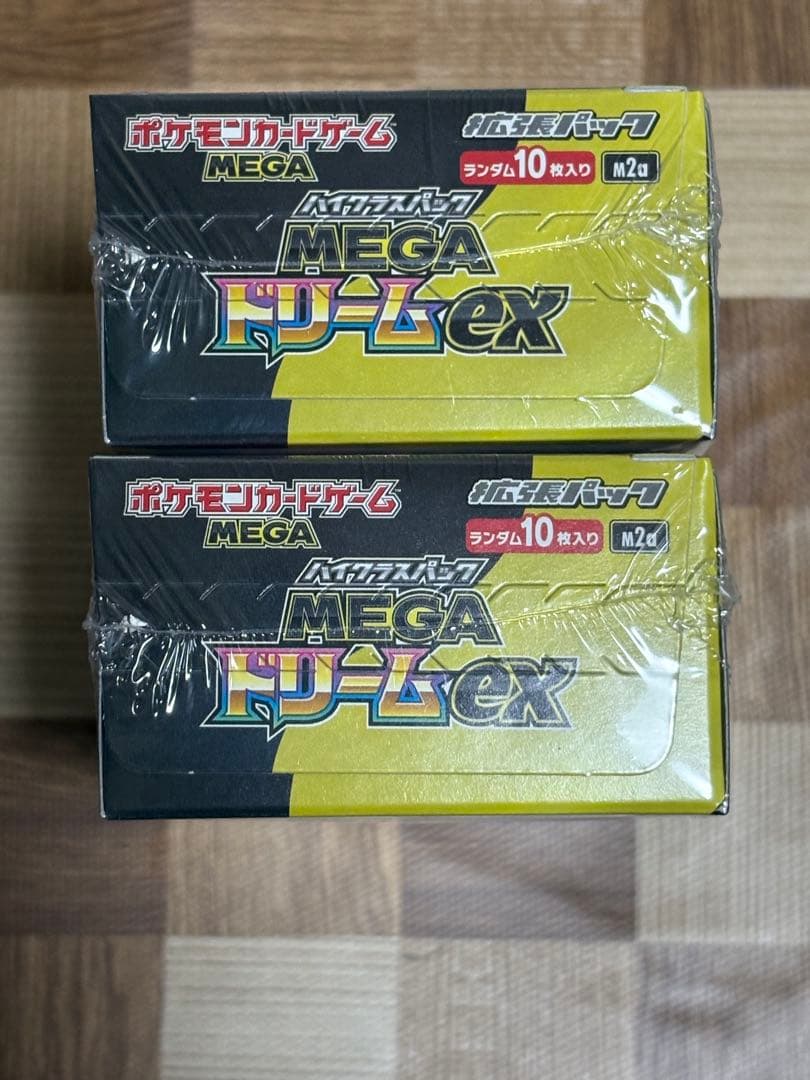 ポケモンカードゲーム
MEGA
拡張パック
ランダム10枚入り M2a
ハイクラスパック
MEGA
ドリームex
ポケモンカードゲーム
MEGA
拡張パック
ランダム10枚入り M2a
ハイクラスパック
MEGA
ドリームex